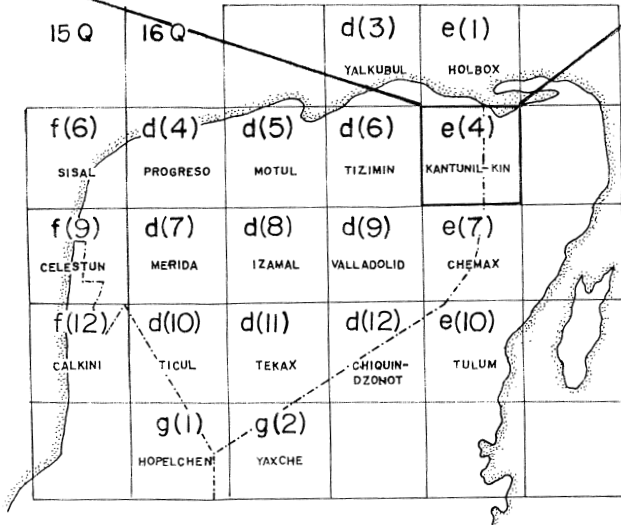 15 Q 16 Q d(3) e(1)
YALKUBUL HOLBOX
f(6) d(4) d(5) d(6) e(4)
SISAL PROGRESO MOTUL TIZIMIN KANTUNIL-KIN
f(9) d(7) d(8) d(9) e(7)
CELESTUN MERIDA IZAMAL VALLADOLID CHEMAX
f(12) d(10) d(11) d(12) e(10)
CALKINI TICUL TEKAX CHIQUIN- TULUM
DZONOT
g(1) g(2)
HOPELCHEN YAXCHE